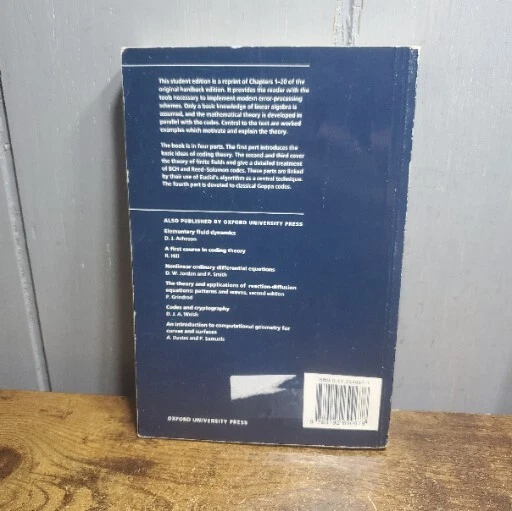 This student edition is a reprint of Chapters 1–20 of the
original hardback edition. It provides the reader with the
tools necessary to implement modern error-processing
schemes. Only a basic knowledge of linear algebra is
assumed, and the mathematical theory is developed in
parallel with the codes. Central to the text are worked
examples which motivate and explain the theory.
The book is in four parts. The first part introduces the
basic ideas of coding theory. The second and third cover
the theory of finite fields and give a detailed treatment
of BCH and Reed-Solomon codes. These parts are linked
by their use of Euclid's algorithm as a central technique.
The fourth part is devoted to classical Goppa codes.
ALSO PUBLISHED BY OXFORD UNIVERSITY PRESS
Elementary fluid dynamics
D. J. Acheson
A first course in coding theory
R. Hill
Nonlinear ordinary differential equations
D. W. Jordan and P. Smith
The theory and applications of reaction-diffusion
equations: patterns and waves, second edition
P. Grindrod
Codes and cryptography
D. J. A. Welsh
An introduction to computational geometry for
curves and surfaces
A. Davies and P. Samuels
OXFORD UNIVERSITY PRESS